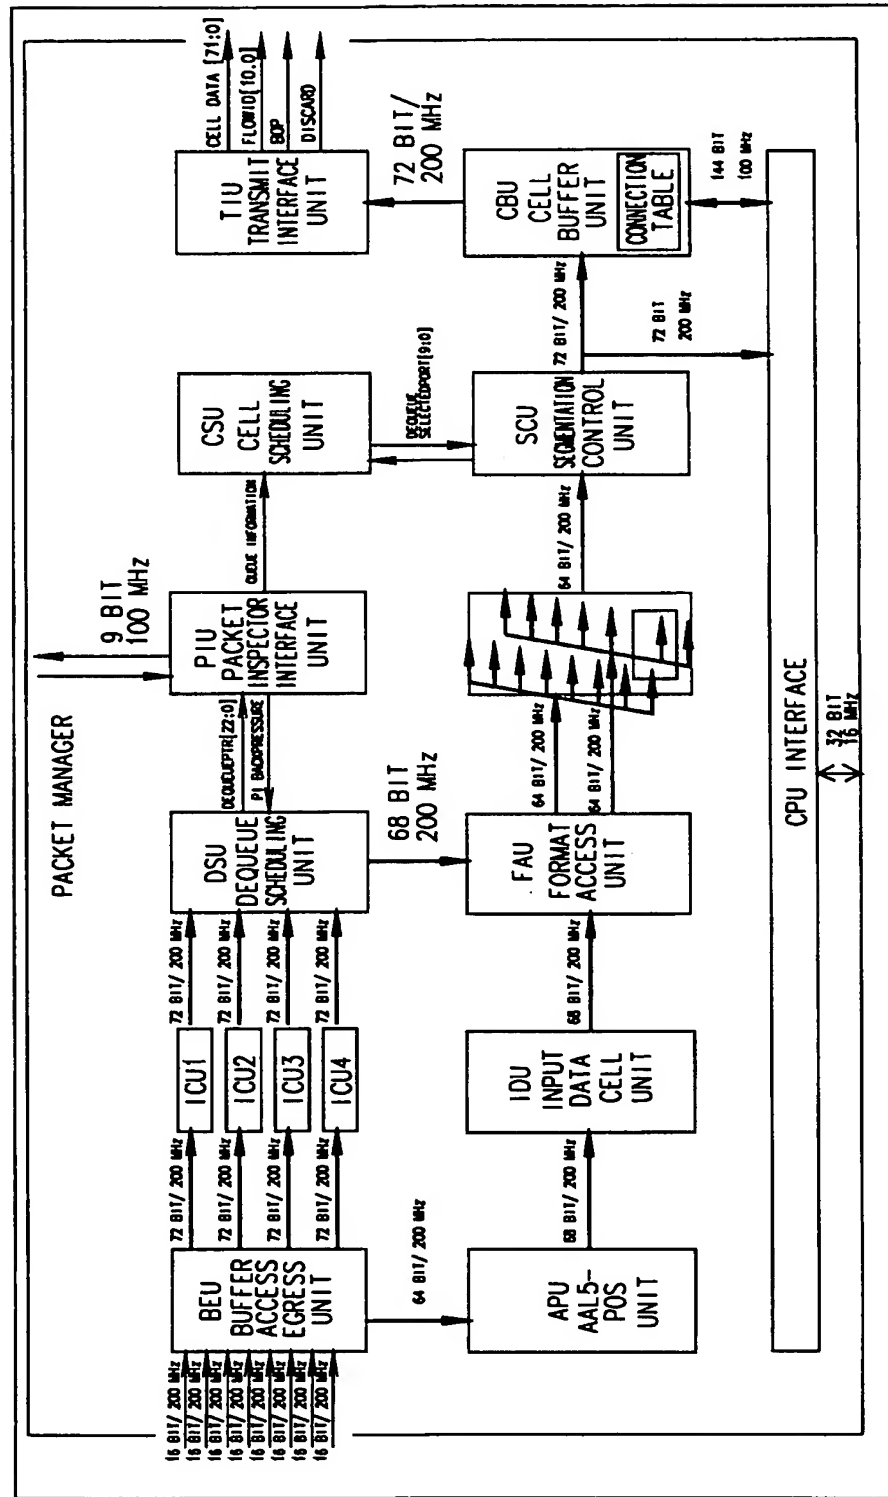 PACKET MANAGER
9 BIT
100 MHz
16 BIT/ 200 MHz
16 BIT/ 200 MHz
16 BIT/ 200 MHz
16 BIT/ 200 MHz
16 BIT/ 200 MHz
16 BIT/ 200 MHz
16 BIT/ 200 MHz
16 BIT/ 200 MHz
BEU
BUFFER
ACCESS
EGRESS
UNIT
72 BIT/ 200 MHz
72 BIT/ 200 MHz
72 BIT/ 200 MHz
72 BIT/ 200 MHz
ICU1
ICU2
ICU3
ICU4
72 BIT/ 200 MHz
72 BIT/ 200 MHz
72 BIT/ 200 MHz
72 BIT/ 200 MHz
DSU
DEQUEUE
SCHEDULING
UNIT
DEQUEUEPTR[22:0]
PI BACKPRESSURE
PIU
PACKET
INSPECTOR
INTERFACE
UNIT
QUEUE INFORMATION
CSU
CELL
SCHEDULING
UNIT
TIU
TRANSMIT
INTERFACE
UNIT
CELL DATA [71:0]
FLOWID[10.0]
BOP
DISCARD
64 BIT/ 200 MHz
68 BIT
200 MHz
DEQUEUE
SELECTEDPORT[9:0]
72 BIT/
200 MHz
APU
AAL5-
POS
UNIT
68 BIT/ 200 MHz
IDU
INPUT
DATA
CELL
UNIT
68 BIT/ 200 MHz
FAU
FORMAT
ACCESS
UNIT
64 BIT/ 200 MHz
64 BIT/ 200 MHz
64 BIT/ 200 MHz
SCU
SEGMENTATION
CONTROL
UNIT
72 BIT/ 200 MHz
CBU
CELL
BUFFER
UNIT
CONNECTION
TABLE
72 BIT
200 MHz
144 BIT
100 MHz
CPU INTERFACE
32 BIT
16 MHz